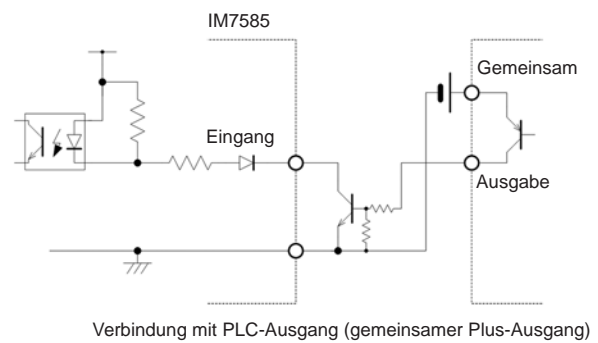 IM7585
Gemeinsam
Eingang
Ausgabe
Verbindung mit PLC-Ausgang (gemeinsamer Plus-Ausgang)